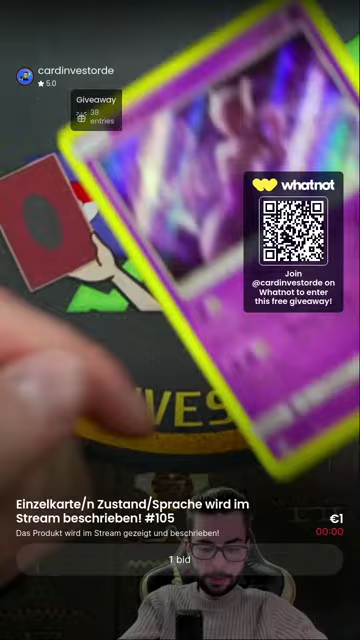 cardinvestorde
★ 5.0
Giveaway
38
entries
whatnot
Join
@cardinvestorde on
Whatnot to enter
this free giveaway!
VES
Einzelkarte/n Zustand/Sprache wird im
Stream beschrieben! #105
€1
Das Produkt wird im Stream gezeigt und beschrieben!
00:00
1 bid